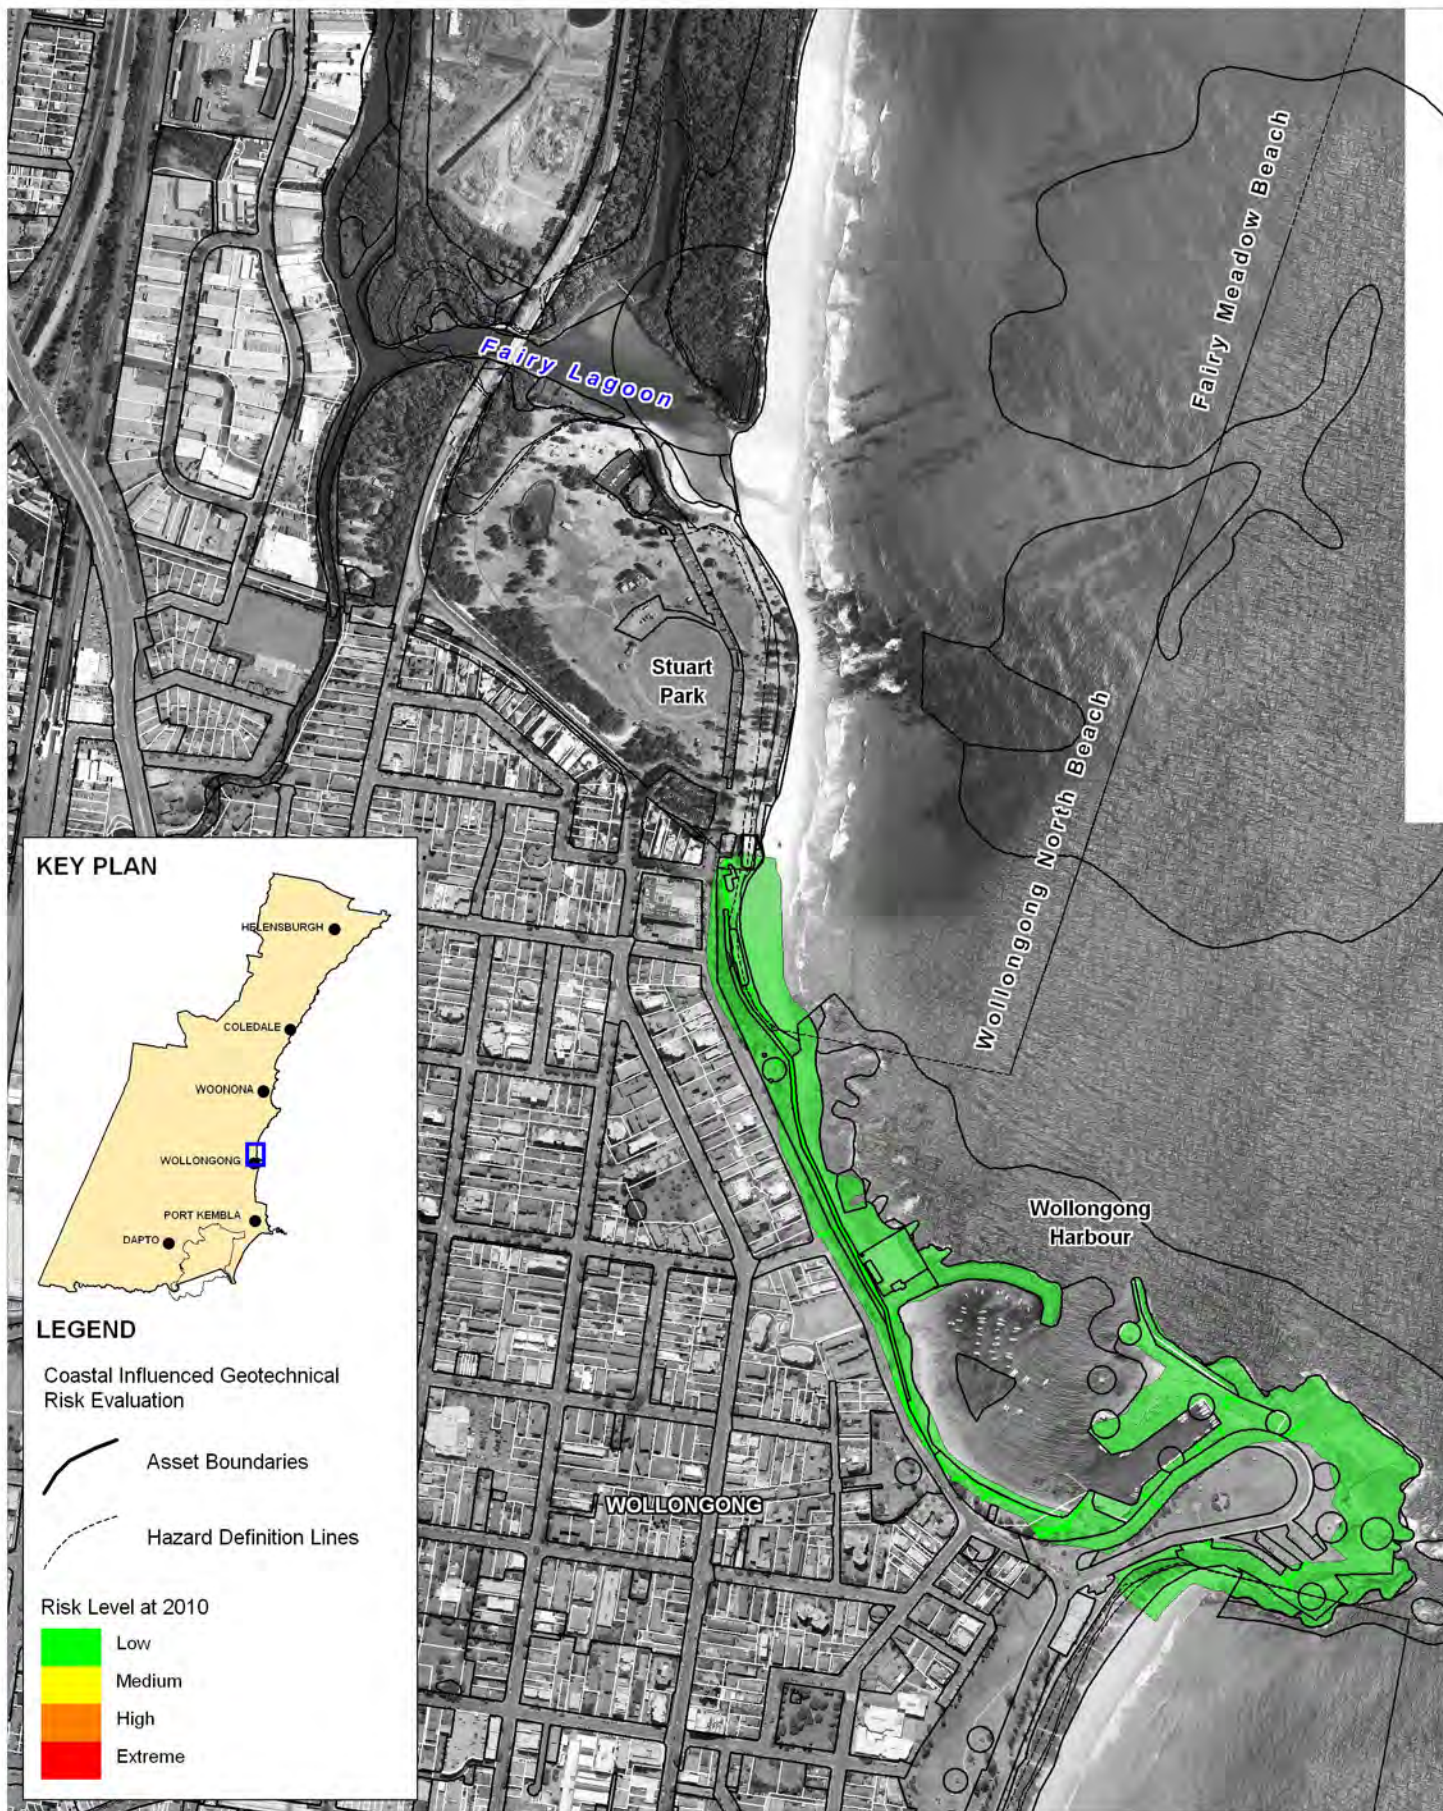 Fairy Meadow Beach
Fairy Lagoon
Stuart
Park
Wollongong North Beach
KEY PLAN
HELENSBURGH
COLEDALE
WOONONA
WOLLONGONG
PORT KEMBLA
DAPTO
Wollongong
Harbour
WOLLONGONG
LEGEND
Coastal Influenced Geotechnical
Risk Evaluation
Asset Boundaries
Hazard Definition Lines
Risk Level at 2010
Low
Medium
High
Extreme